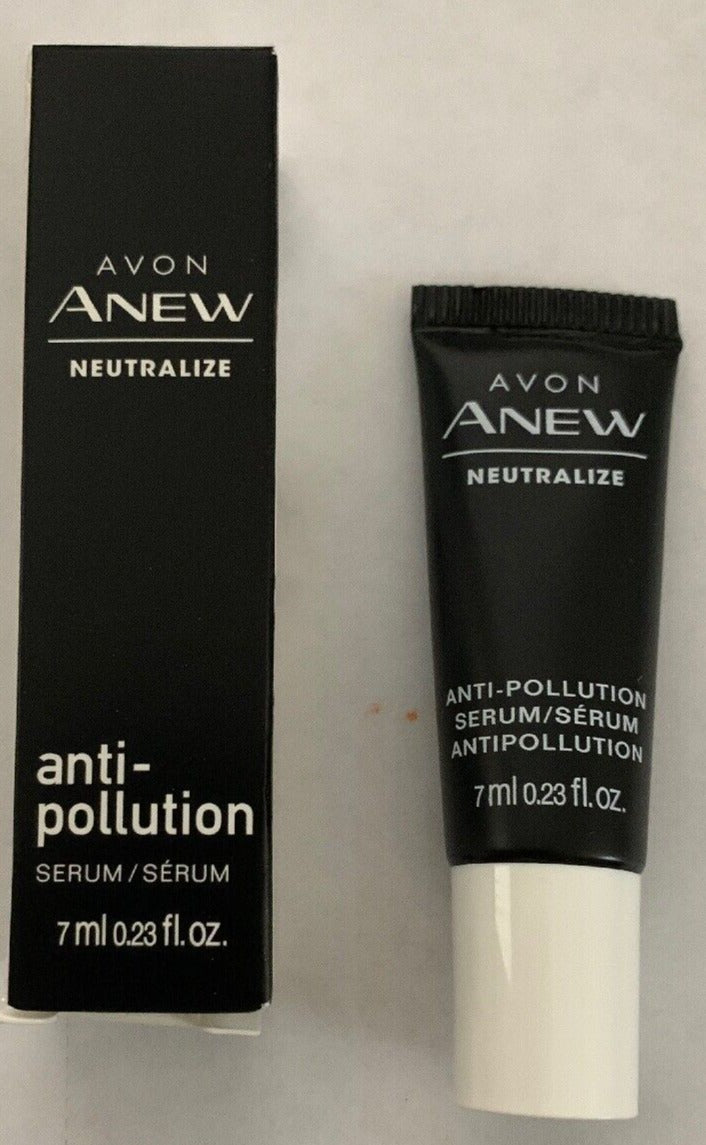 AVON
ANEW
NEUTRALIZE
anti-
pollution
SERUM/SÉRUM
7 ml 0.23 fl. oz.
AVON
ANEW
NEUTRALIZE
ANTI-POLLUTION
SERUM/SÉRUM
ANTIPOLLUTION
7 ml 0.23 fl. oz.